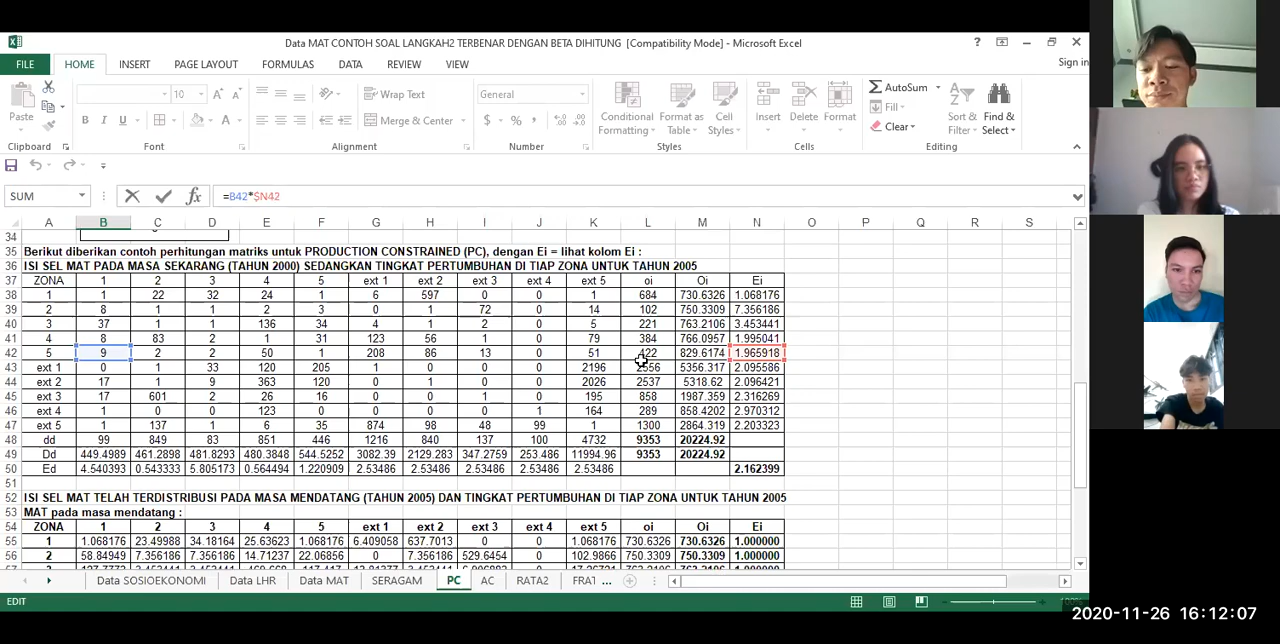 Data MAT CONTOH SOAL LANGKAH2 TERBENAR DENGAN BETA DIHITUNG [Compatibility Mode] - Microsoft Excel
FILE HOME INSERT PAGE LAYOUT FORMULAS DATA REVIEW VIEW Sign in
Paste
Clipboard
10
B I U
Font
Wrap Text
Merge & Center
Alignment
General
$ % ,
Number
Conditional Formatting
Format as Table
Cell Styles
Styles
Insert Delete Format
Cells
AutoSum
Fill
Clear
Sort & Filter
Find & Select
Editing
SUM =B42*$N42
A B C D E F G H I J K L M N O P Q R S
34
35 Berikut diberikan contoh perhitungan matriks untuk PRODUCTION CONSTRAINED (PC), dengan Ei = lihat kolom Ei :
36 ISI SEL MAT PADA MASA SEKARANG (TAHUN 2000) SEDANGKAN TINGKAT PERTUMBUHAN DI TIAP ZONA UNTUK TAHUN 2005
37 ZONA 1 2 3 4 5 ext 1 ext 2 ext 3 ext 4 ext 5 oi Oi Ei
38 1 1 22 32 24 1 6 597 0 0 1 684 730.6326 1.068176
39 2 8 1 1 2 3 0 1 72 0 14 102 750.3309 7.356186
40 3 37 1 1 136 34 4 1 2 0 5 221 763.2106 3.453441
41 4 8 83 2 1 31 123 56 1 0 79 384 766.0957 1.995041
42 5 9 2 2 50 1 208 86 13 0 51 422 829.6174 1.965918
43 ext 1 0 1 33 120 205 1 0 0 0 2196 2556 5356.317 2.095586
44 ext 2 17 1 9 363 120 0 1 0 0 2026 2537 5318.62 2.096421
45 ext 3 17 601 2 26 16 0 0 1 0 195 858 1987.359 2.316269
46 ext 4 1 0 0 123 0 0 0 0 1 164 289 858.4202 2.970312
47 ext 5 1 137 1 6 35 874 98 48 99 1 1300 2864.319 2.203323
48 dd 99 849 83 851 446 1216 840 137 100 4732 9353 20224.92
49 Dd 449.4989 461.2898 481.8293 480.3848 544.5252 3082.39 2129.283 347.2759 253.486 11994.96 9353 20224.92
50 Ed 4.540393 0.543333 5.805173 0.564494 1.220909 2.53486 2.53486 2.53486 2.53486 2.53486 2.162399
51
52 ISI SEL MAT TELAH TERDISTRIBUSI PADA MASA MENDATANG (TAHUN 2005) DAN TINGKAT PERTUMBUHAN DI TIAP ZONA UNTUK TAHUN 2005
53 MAT pada masa mendatang :
54 ZONA 1 2 3 4 5 ext 1 ext 2 ext 3 ext 4 ext 5 oi Oi Ei
55 1 1.068176 23.49988 34.18164 25.63623 1.068176 6.409058 637.7013 0 0 1.068176 730.6326 730.6326 1.000000
56 2 58.84949 7.356186 7.356186 14.71237 22.06856 0 7.356186 529.6454 0 102.9866 750.3309 750.3309 1.000000
Data SOSIOEKONOMI Data LHR Data MAT SERAGAM PC AC RATA2 FRAT ...
EDIT
2020-11-26 16:12:07